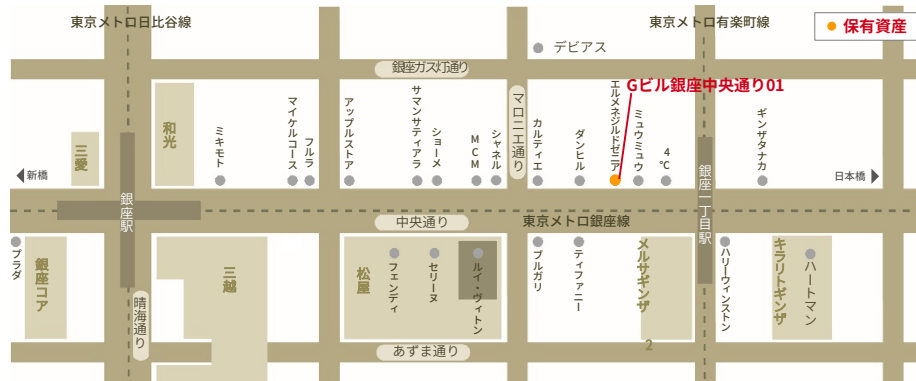 東京メトロ日比谷線
東京メトロ有楽町線
保有資産
デビアス
銀座ガス灯通り
Gビル銀座中央通り01
三愛
和光
ミキモト
マイケルコース
フルラ
アップルストア
サマンサティアラ
ショーメ
MCM
シャネル
マロニエ通り
カルティエ
ダンヒル
エルメネジルドゼニア
ミュウミュウ
4℃
ギンザタナカ
新橋
日本橋
銀座駅
銀座一丁目駅
中央通り
東京メトロ銀座線
プラダ
銀座コア
晴海通り
三越
松屋
フェンディ
セリーヌ
ルイ・ヴィトン
ブルガリ
ティファニー
メルサギンザ
2
ハリーウィンストン
キラリトギンザ
ハートマン
あずま通り